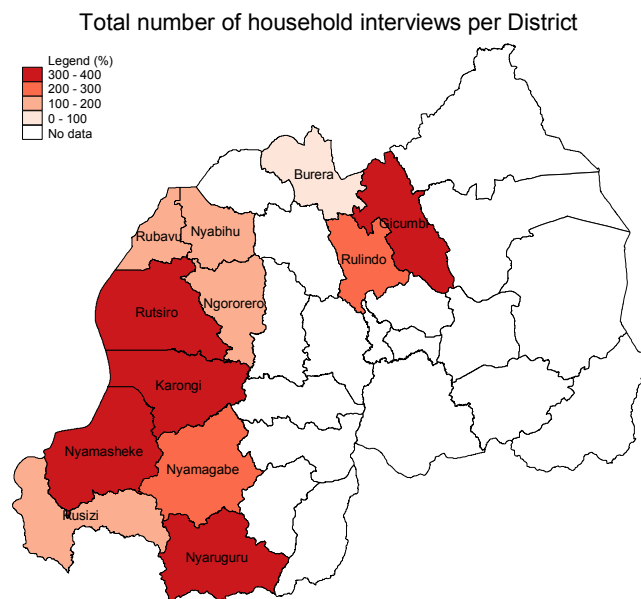 Total number of household interviews per District
Legend (%)
300 - 400
200 - 300
100 - 200
0 - 100
No data
Burera
Gicumbi
Rubavu
Nyabihu
Rulindo
Rutsiro
Ngororero
Karongi
Nyamasheke
Nyamagabe
Rusizi
Nyaruguru